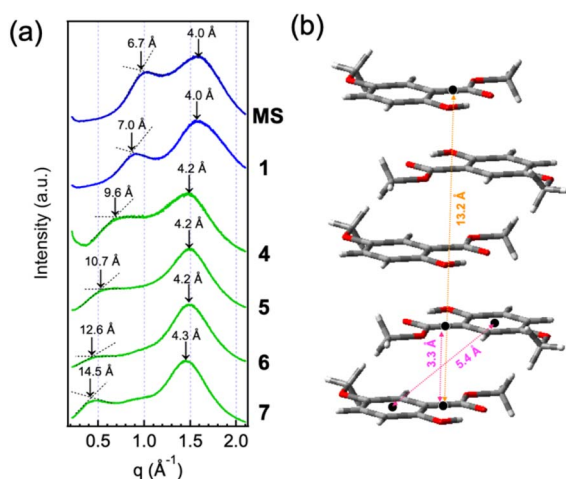 (a)
6.7 Å
4.0 Å
MS
7.0 Å
4.0 Å
1
9.6 Å
4.2 Å
4
10.7 Å
4.2 Å
5
12.6 Å
4.2 Å
6
14.5 Å
4.3 Å
7
Intensity (a.u.)
0.5 1.0 1.5 2.0
q (Å⁻¹)
(b)
13.2 Å
3.3 Å
5.4 Å